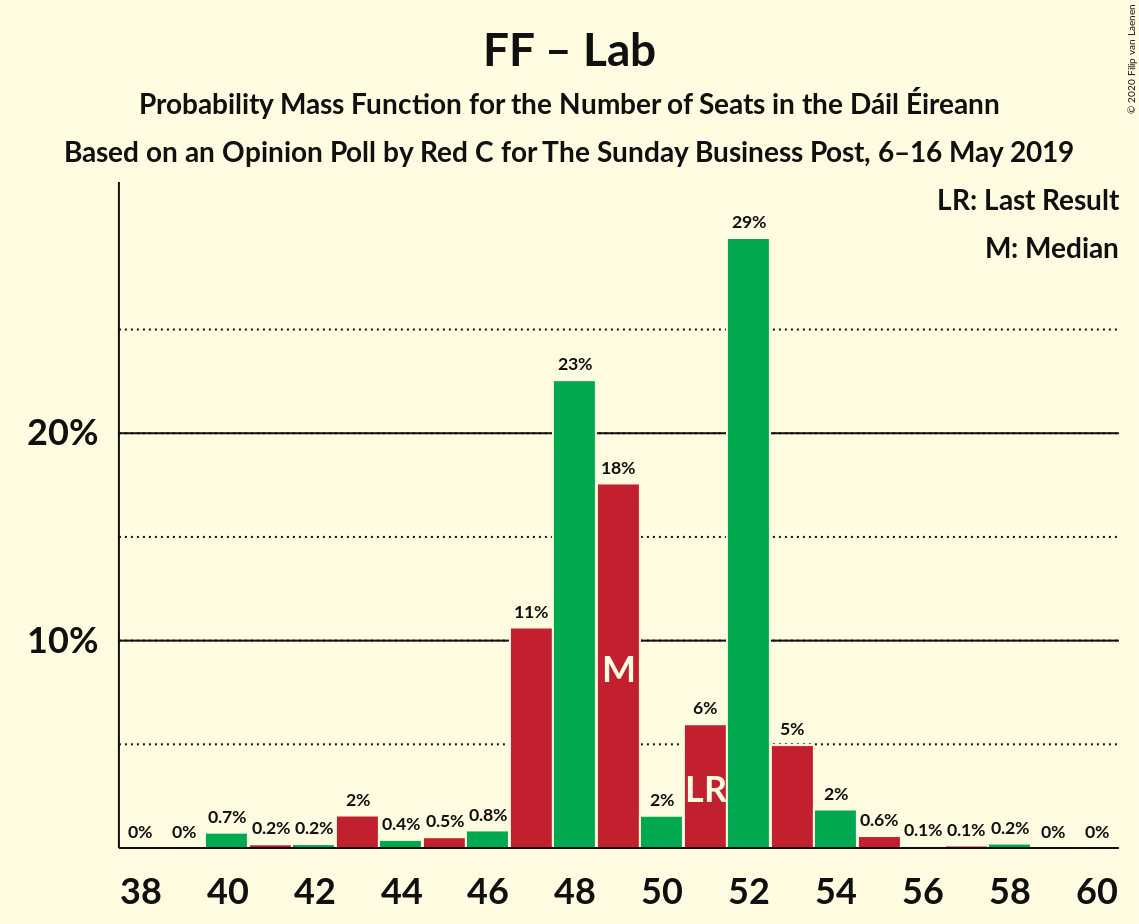 FF – Lab
Probability Mass Function for the Number of Seats in the Dáil Éireann
Based on an Opinion Poll by Red C for The Sunday Business Post, 6–16 May 2019
© 2020 Filip van Laenen
LR: Last Result
M: Median
20%
10%
0% 0% 0.7% 0.2% 0.2% 2% 0.4% 0.5% 0.8% 11% 23% 18% 2% 6% 29% 5% 2% 0.6% 0.1% 0.1% 0.2% 0% 0%
M
LR
38 40 42 44 46 48 50 52 54 56 58 60